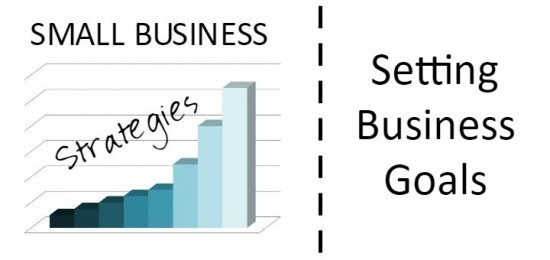 SMALL BUSINESS
Strategies
Setting
Business
Goals